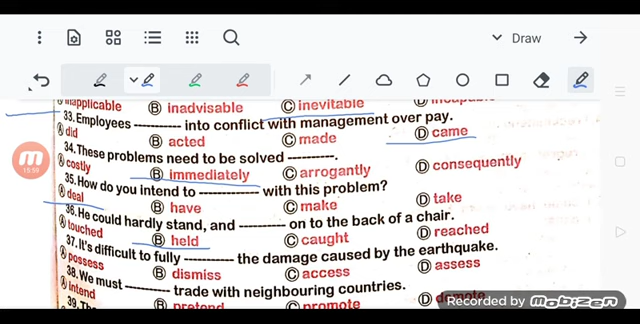 Draw
Ⓐ inapplicable Ⓑ inadvisable Ⓒ inevitable Ⓓ
33. Employees ---------- into conflict with management over pay.
Ⓐ did Ⓑ acted Ⓒ made Ⓓ came
34. These problems need to be solved ----------.
Ⓐ costly Ⓑ immediately Ⓒ arrogantly Ⓓ consequently
35. How do you intend to ------------ with this problem?
Ⓐ deal Ⓑ have Ⓒ make Ⓓ take
36. He could hardly stand, and --------- on to the back of a chair.
Ⓐ touched Ⓑ held Ⓒ caught Ⓓ reached
37. It's difficult to fully ---------- the damage caused by the earthquake.
Ⓐ possess Ⓑ dismiss Ⓒ access Ⓓ assess
38. We must ---------- trade with neighbouring countries.
Ⓐ intend Ⓑ pretend Ⓒ promote Ⓓ demote
39.
Recorded by mobizen